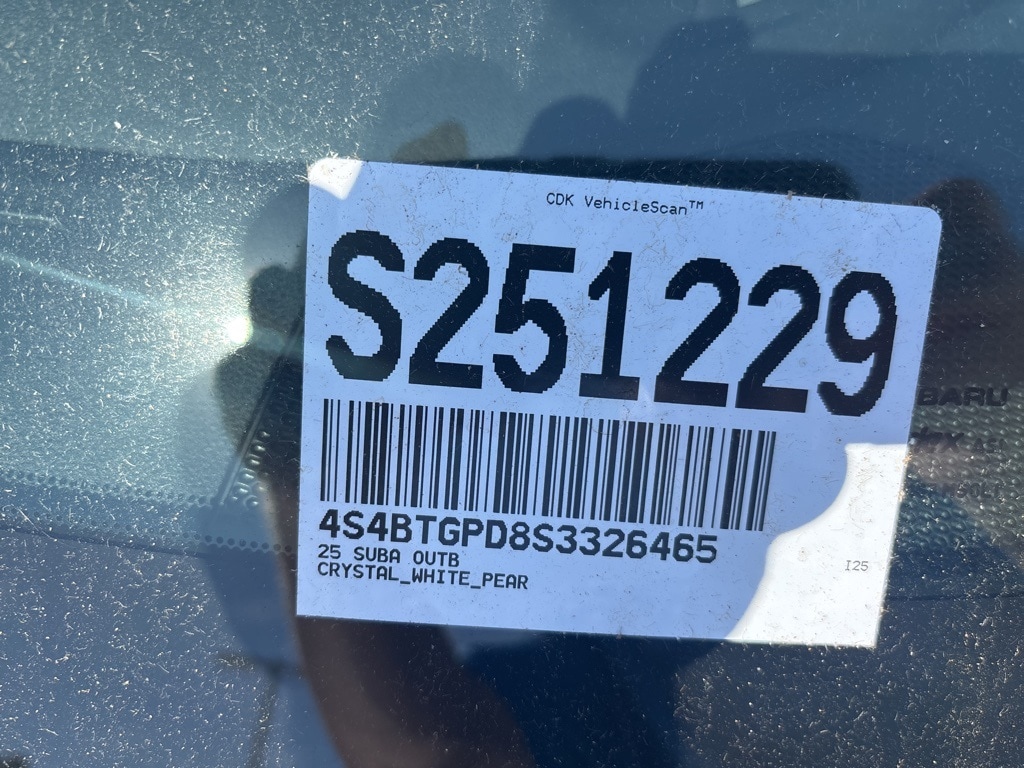 CDK VehicleScan™
S251229
4S4BTGPD8S3326465
25 SUBA OUTB
CRYSTAL_WHITE_PEAR
I25